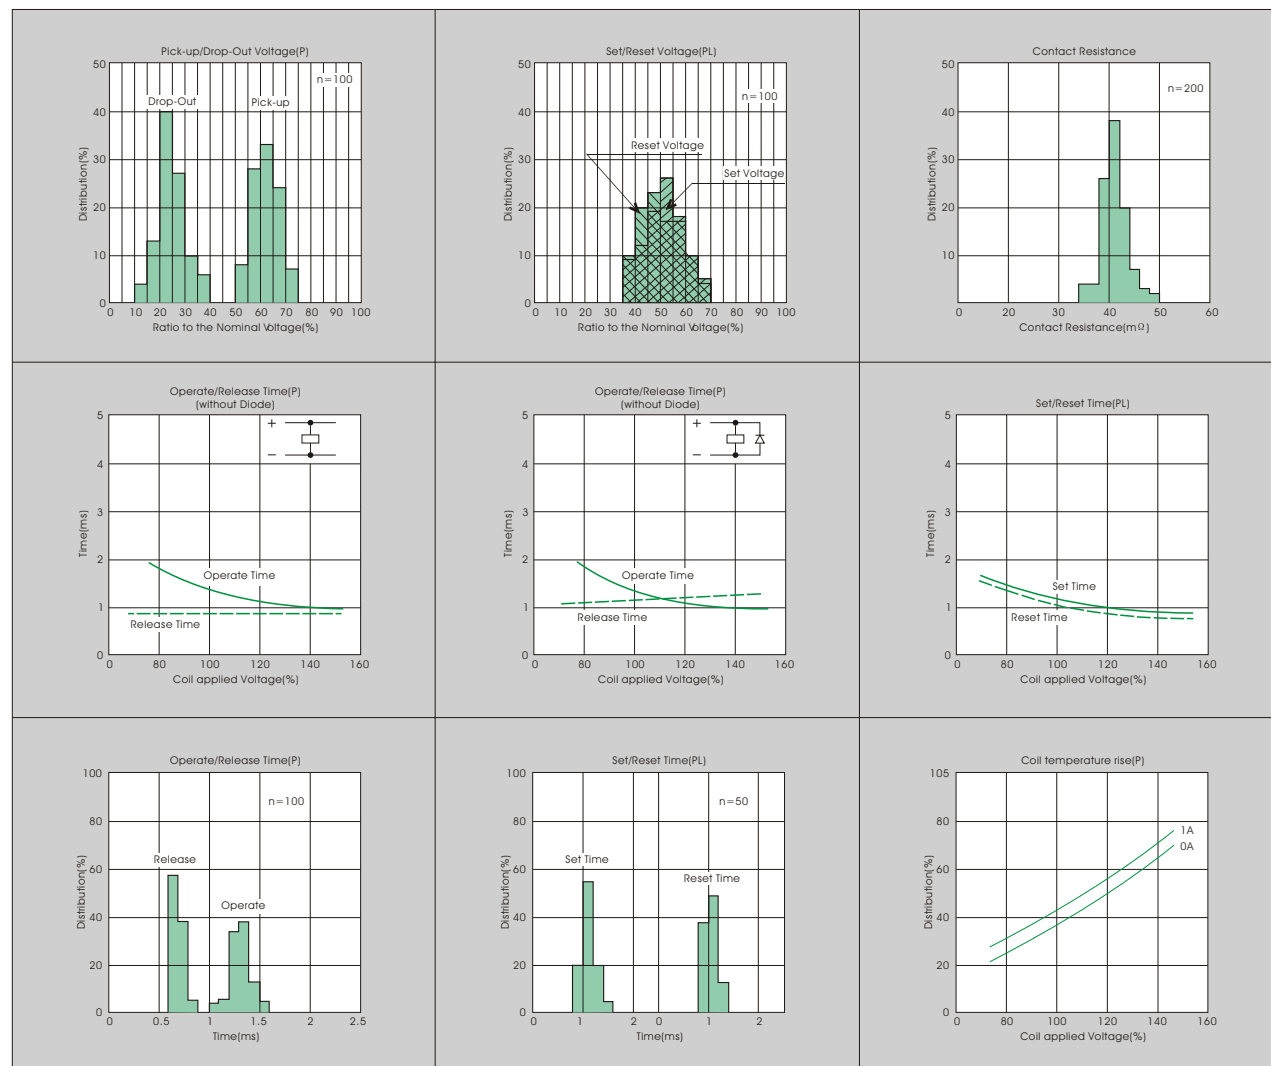 Pick-up/Drop-Out Voltage(P)
50
n=100
Drop-Out
Pick-up
40
30
20
10
0
Distribution(%)
0 10 20 30 40 50 60 70 80 90 100
Ratio to the Nominal Voltage(%)
Set/Reset Voltage(PL)
50
n=100
40
Reset Voltage
Set Voltage
30
20
10
0
Distribution(%)
0 10 20 30 40 50 60 70 80 90 100
Ratio to the Nominal Voltage(%)
Contact Resistance
50
n=200
40
30
20
10
Distribution(%)
0 20 30 40 50 60
Contact Resistance(mΩ)
Operate/Release Time(P)
(without Diode)
5
+
−
4
3
2
Operate Time
1
Release Time
0
Time(ms)
0 80 100 120 140 160
Coil applied Voltage(%)
Operate/Release Time(P)
(without Diode)
5
+
−
4
3
2
Operate Time
1
Release Time
0
Time(ms)
0 80 100 120 140 160
Coil applied Voltage(%)
Set/Reset Time(PL)
5
4
3
2
Set Time
1
Reset Time
0
Time(ms)
0 80 100 120 140 160
Coil applied Voltage(%)
Operate/Release Time(P)
100
n=100
80
Release
60
Operate
40
20
0
Distribution(%)
0 0.5 1 1.5 2 2.5
Time(ms)
Set/Reset Time(PL)
100
n=50
80
Set Time
60
Reset Time
40
20
0
Distribution(%)
0 1 2 0 1 2
Time(ms)
Coil temperature rise(P)
105
80
1A
0A
60
40
20
0
Distribution(%)
0 80 100 120 140 160
Coil applied Voltage(%)